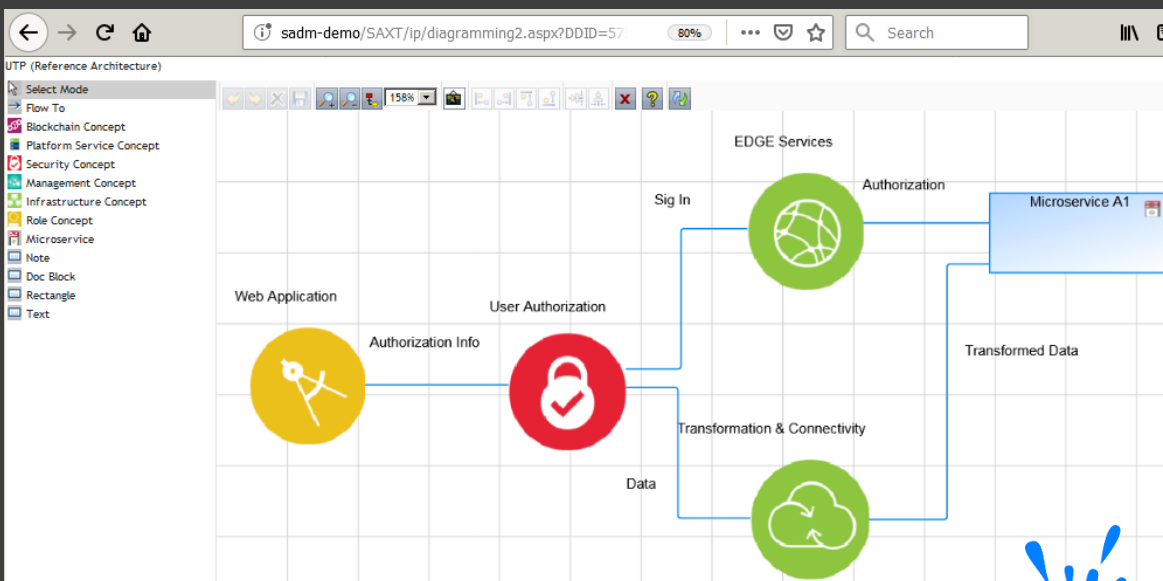 sadm-demo/SAXT/ip/diagramming2.aspx?DDID=57
80%
Search
UTP (Reference Architecture)
Select Mode
Flow To
Blockchain Concept
Platform Service Concept
Security Concept
Management Concept
Infrastructure Concept
Role Concept
Microservice
Note
Doc Block
Rectangle
Text
158%
EDGE Services
Sig In
Authorization
Microservice A1
Web Application
User Authorization
Authorization Info
Transformed Data
Transformation & Connectivity
Data